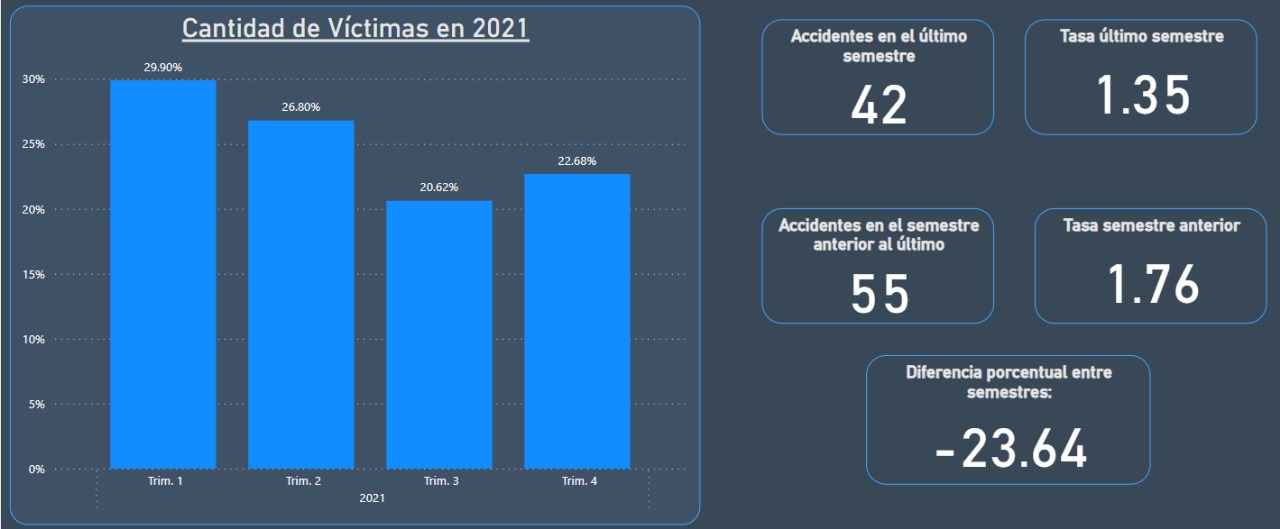 Cantidad de Víctimas en 2021
30%
25%
20%
15%
10%
5%
0%
29.90%
26.80%
20.62%
22.68%
Trim. 1
Trim. 2
Trim. 3
Trim. 4
2021
Accidentes en el último
semestre
42
Tasa último semestre
1.35
Accidentes en el semestre
anterior al último
55
Tasa semestre anterior
1.76
Diferencia porcentual entre
semestres:
-23.64